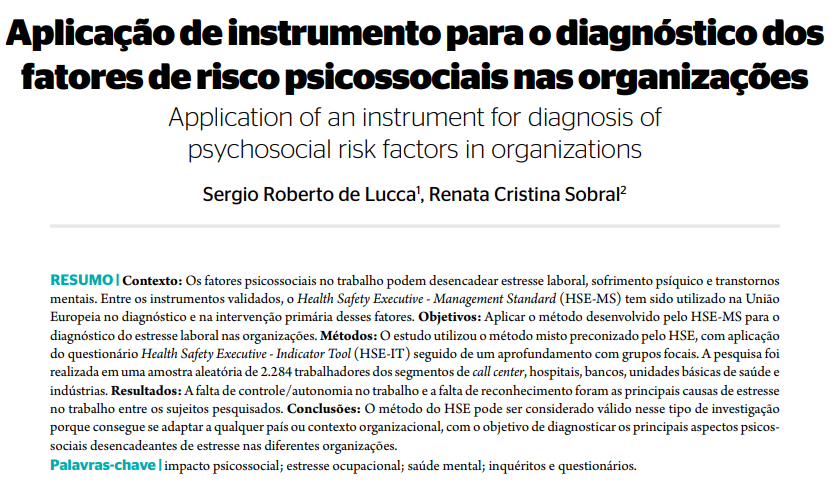 Aplicação de instrumento para o diagnóstico dos
fatores de risco psicossociais nas organizações
Application of an instrument for diagnosis of
psychosocial risk factors in organizations
Sergio Roberto de Lucca¹, Renata Cristina Sobral²
RESUMO | Contexto: Os fatores psicossociais no trabalho podem desencadear estresse laboral, sofrimento psíquico e transtornos
mentais. Entre os instrumentos validados, o Health Safety Executive - Management Standard (HSE-MS) tem sido utilizado na União
Europeia no diagnóstico e na intervenção primária desses fatores. Objetivos: Aplicar o método desenvolvido pelo HSE-MS para o
diagnóstico do estresse laboral nas organizações. Métodos: O estudo utilizou o método misto preconizado pelo HSE, com aplicação
do questionário Health Safety Executive - Indicator Tool (HSE-IT) seguido de um aprofundamento com grupos focais. A pesquisa foi
realizada em uma amostra aleatória de 2.284 trabalhadores dos segmentos de call center, hospitais, bancos, unidades básicas de saúde e
indústrias. Resultados: A falta de controle/autonomia no trabalho e a falta de reconhecimento foram as principais causas de estresse
no trabalho entre os sujeitos pesquisados. Conclusões: O método do HSE pode ser considerado válido nesse tipo de investigação
porque consegue se adaptar a qualquer país ou contexto organizacional, com o objetivo de diagnosticar os principais aspectos psicos-
sociais desencadeantes de estresse nas diferentes organizações.
Palavras-chave | impacto psicossocial; estresse ocupacional; saúde mental; inquéritos e questionários.